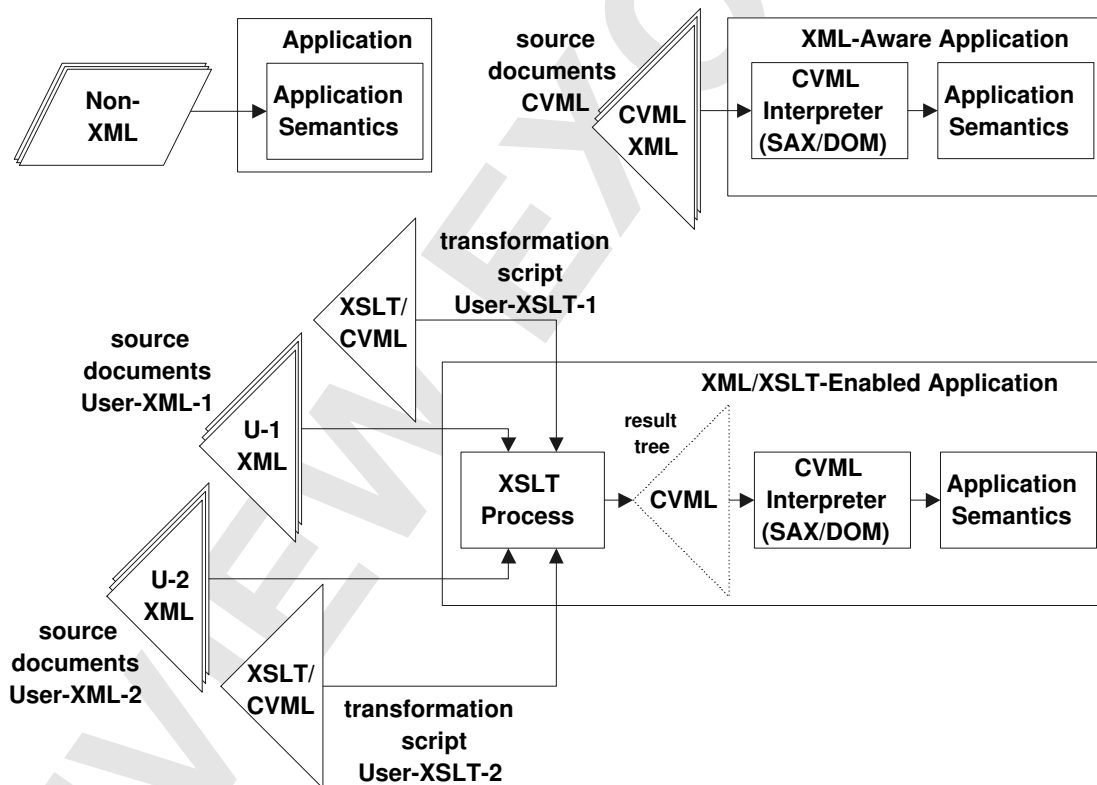 Non-
XML
Application
Application
Semantics
source
documents
CVML
CVML
XML
XML-Aware Application
CVML
Interpreter
(SAX/DOM)
Application
Semantics
transformation
script
User-XSLT-1
XSLT/
CVML
source
documents
User-XML-1
U-1
XML
XML/XSLT-Enabled Application
XSLT
Process
result
tree
CVML
CVML
Interpreter
(SAX/DOM)
Application
Semantics
U-2
XML
source
documents
User-XML-2
XSLT/
CVML
transformation
script
User-XSLT-2